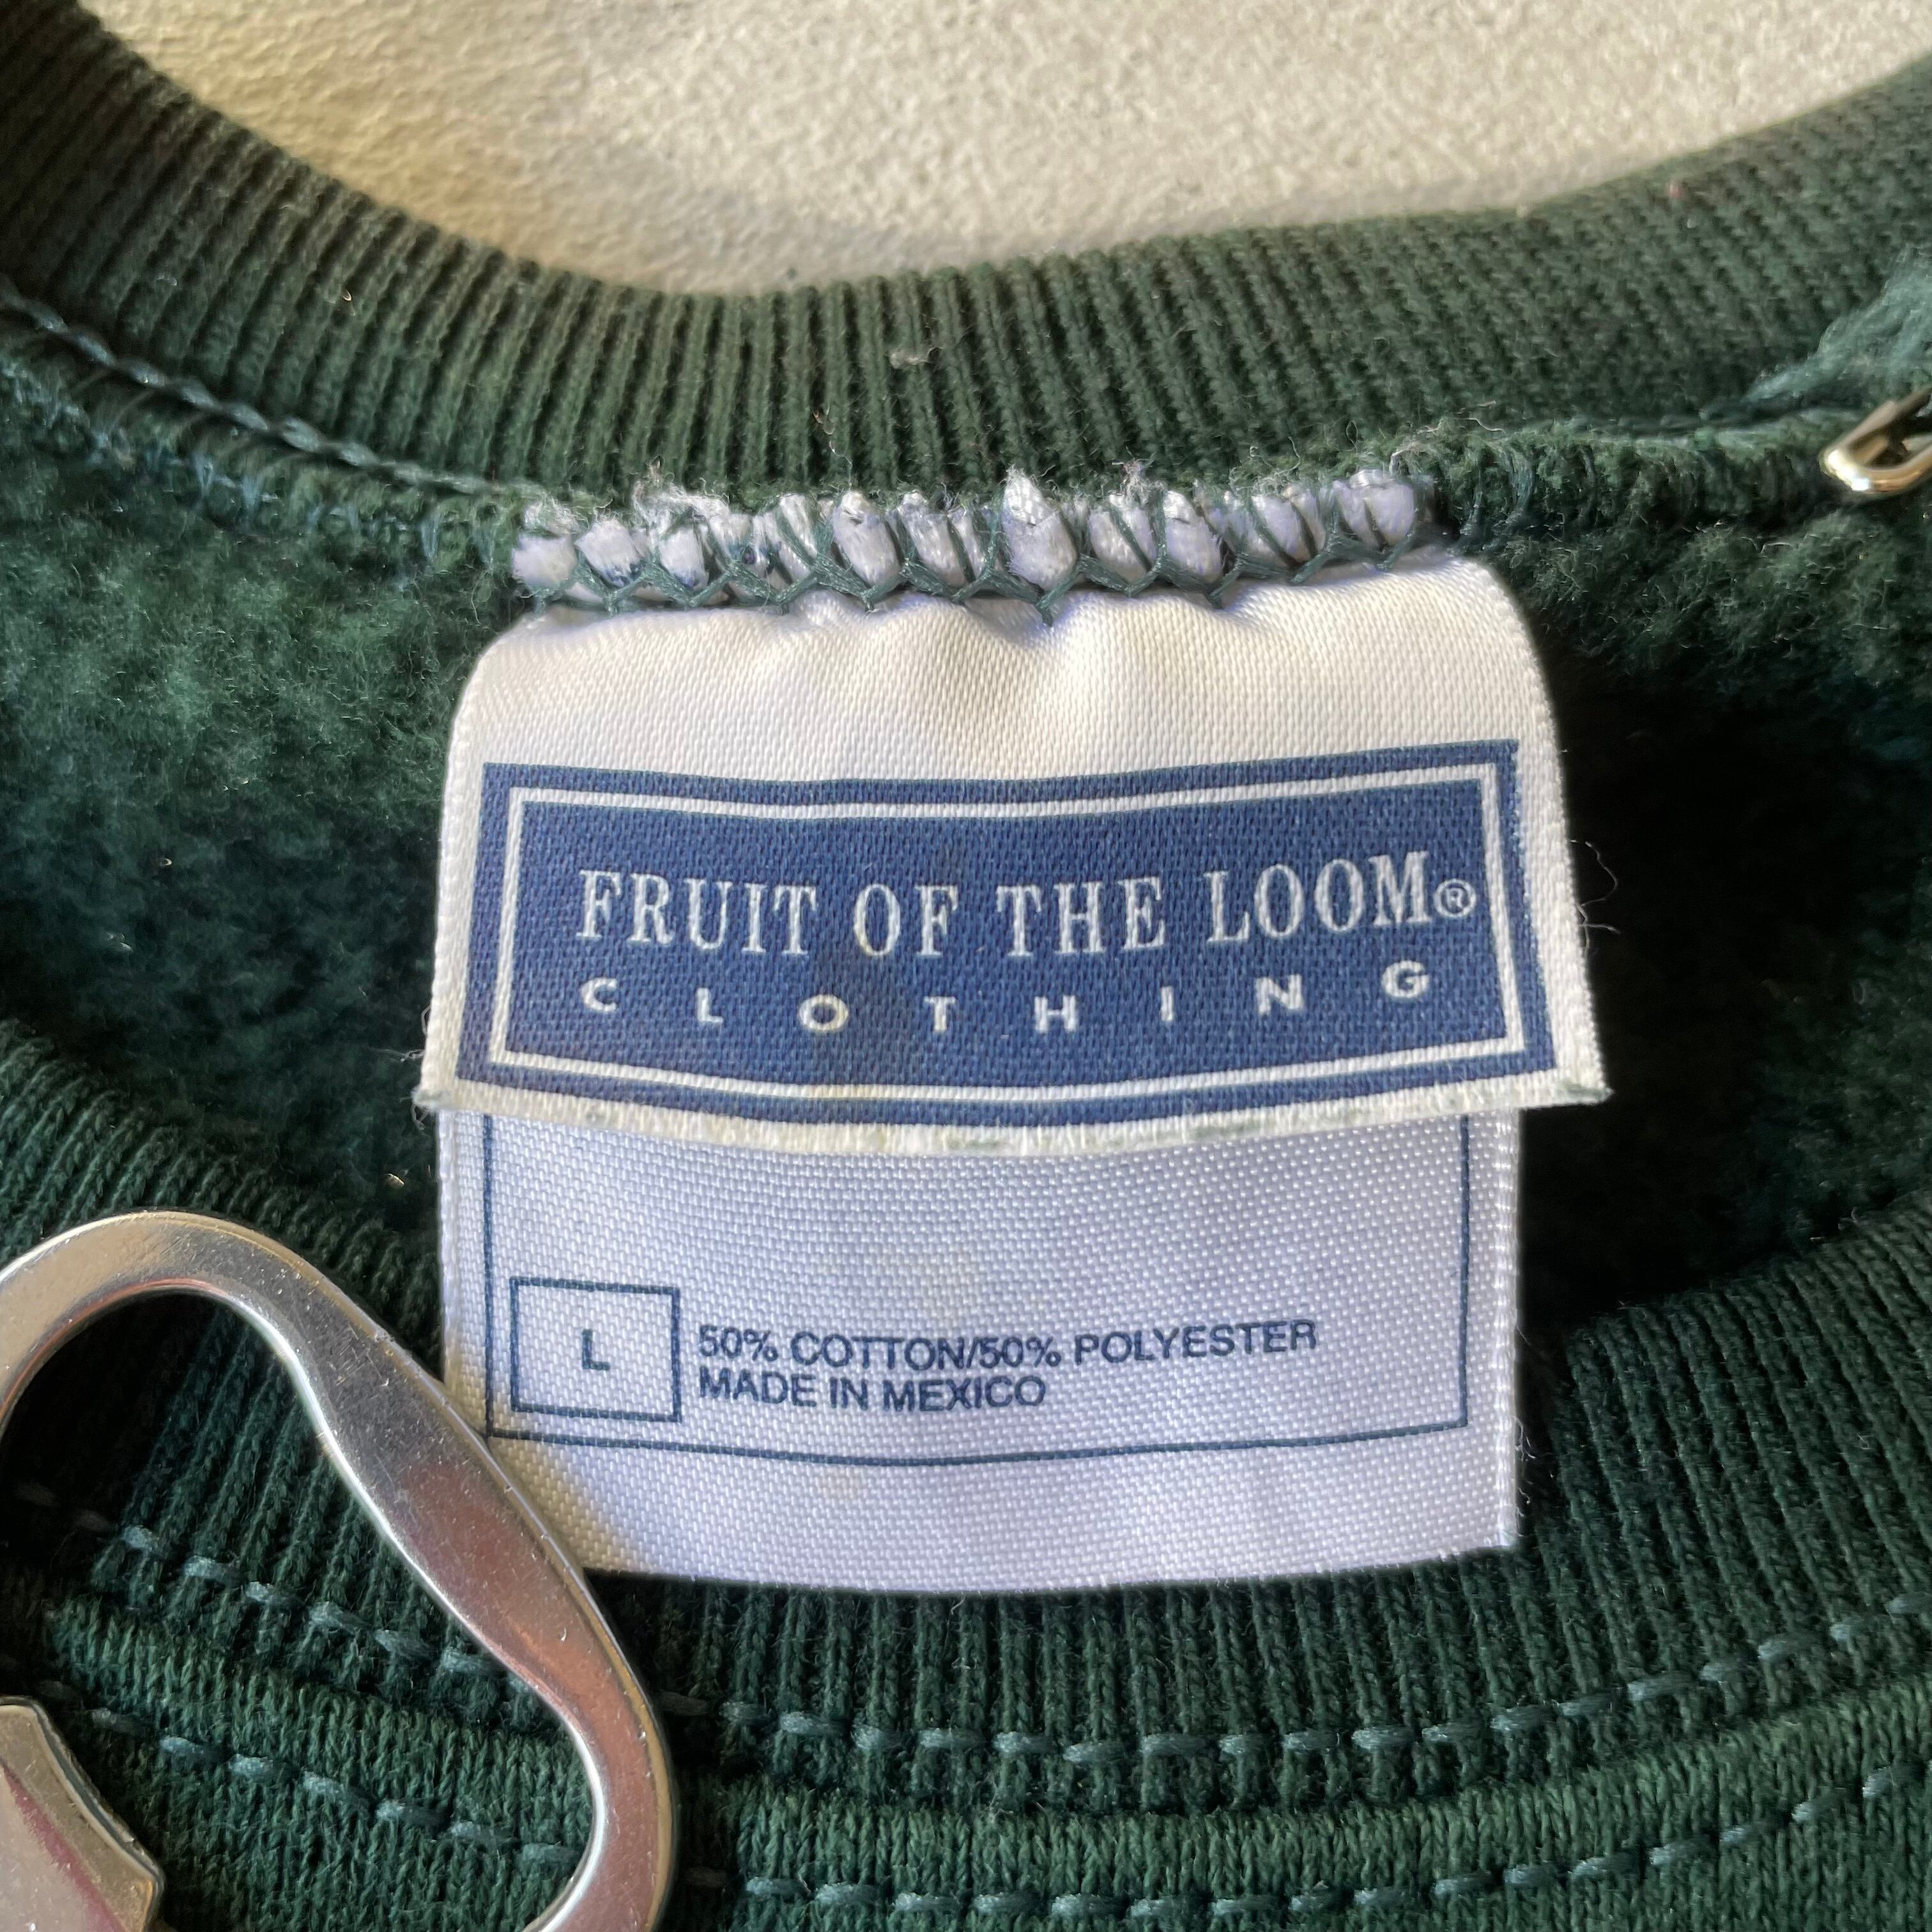 FRUIT OF THE LOOM®
CLOTHING
L
50% COTTON/50% POLYESTER
MADE IN MEXICO